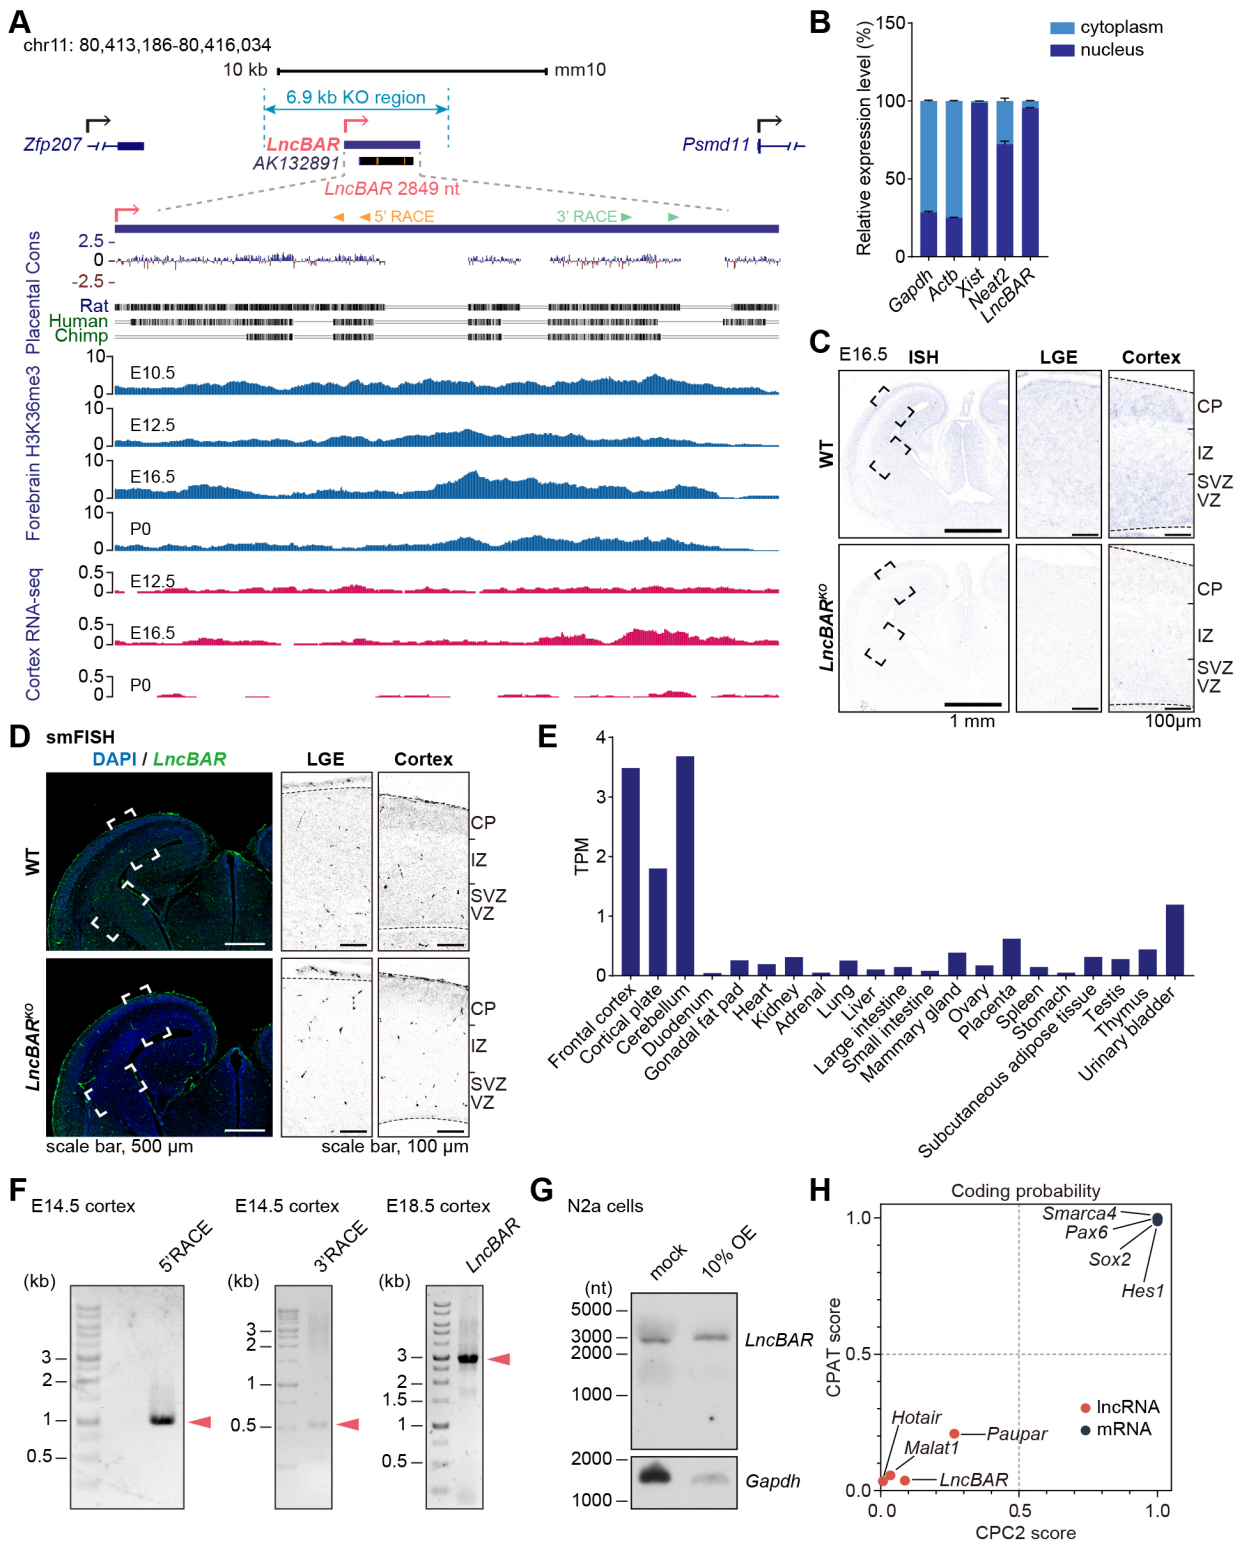 A
chr11: 80,413,186-80,416,034
10 kb
mm10
6.9 kb KO region
Zfp207
LncBAR
Psmd11
AK132891
LncBAR 2849 nt
5' RACE
3' RACE
Placental Cons
2.5
0
-2.5
Rat
Human
Chimp
Forebrain H3K36me3
10
0
E10.5
10
0
E12.5
10
0
E16.5
10
0
P0
Cortex RNA-seq
0.5
0
E12.5
0.5
0
E16.5
0.5
0
P0
B
Relative expression level (%)
150
100
50
0
cytoplasm
nucleus
Gapdh
Actb
Xist
Neat2
LncBAR
C
E16.5
ISH
LGE
Cortex
WT
CP
IZ
SVZ
VZ
LncBAR KO
CP
IZ
SVZ
VZ
1 mm
100µm
D
smFISH
DAPI / LncBAR
LGE
Cortex
WT
CP
IZ
SVZ
VZ
LncBAR KO
CP
IZ
SVZ
VZ
scale bar, 500 µm
scale bar, 100 µm
E
TPM
4
3
2
1
0
Frontal cortex
Cortical plate
Cerebellum
Duodenum
Gonadal fat pad
Heart
Kidney
Adrenal
Lung
Liver
Large intestine
Small intestine
Mammary gland
Ovary
Placenta
Spleen
Stomach
Subcutaneous adipose tissue
Testis
Thymus
Urinary bladder
F
E14.5 cortex
5'RACE
(kb)
3
2
1
0.5
E14.5 cortex
3'RACE
(kb)
3
2
1
0.5
E18.5 cortex
LncBAR
(kb)
3
2
1.5
1
0.5
G
N2a cells
mock
10% OE
(nt)
5000
3000
2000
1000
LncBAR
2000
1000
Gapdh
H
Coding probability
CPAT score
1.0
0.5
0.0
Smarca4
Pax6
Sox2
Hes1
lncRNA
mRNA
Hotair
Malat1
Paupar
LncBAR
0.0
0.5
1.0
CPC2 score